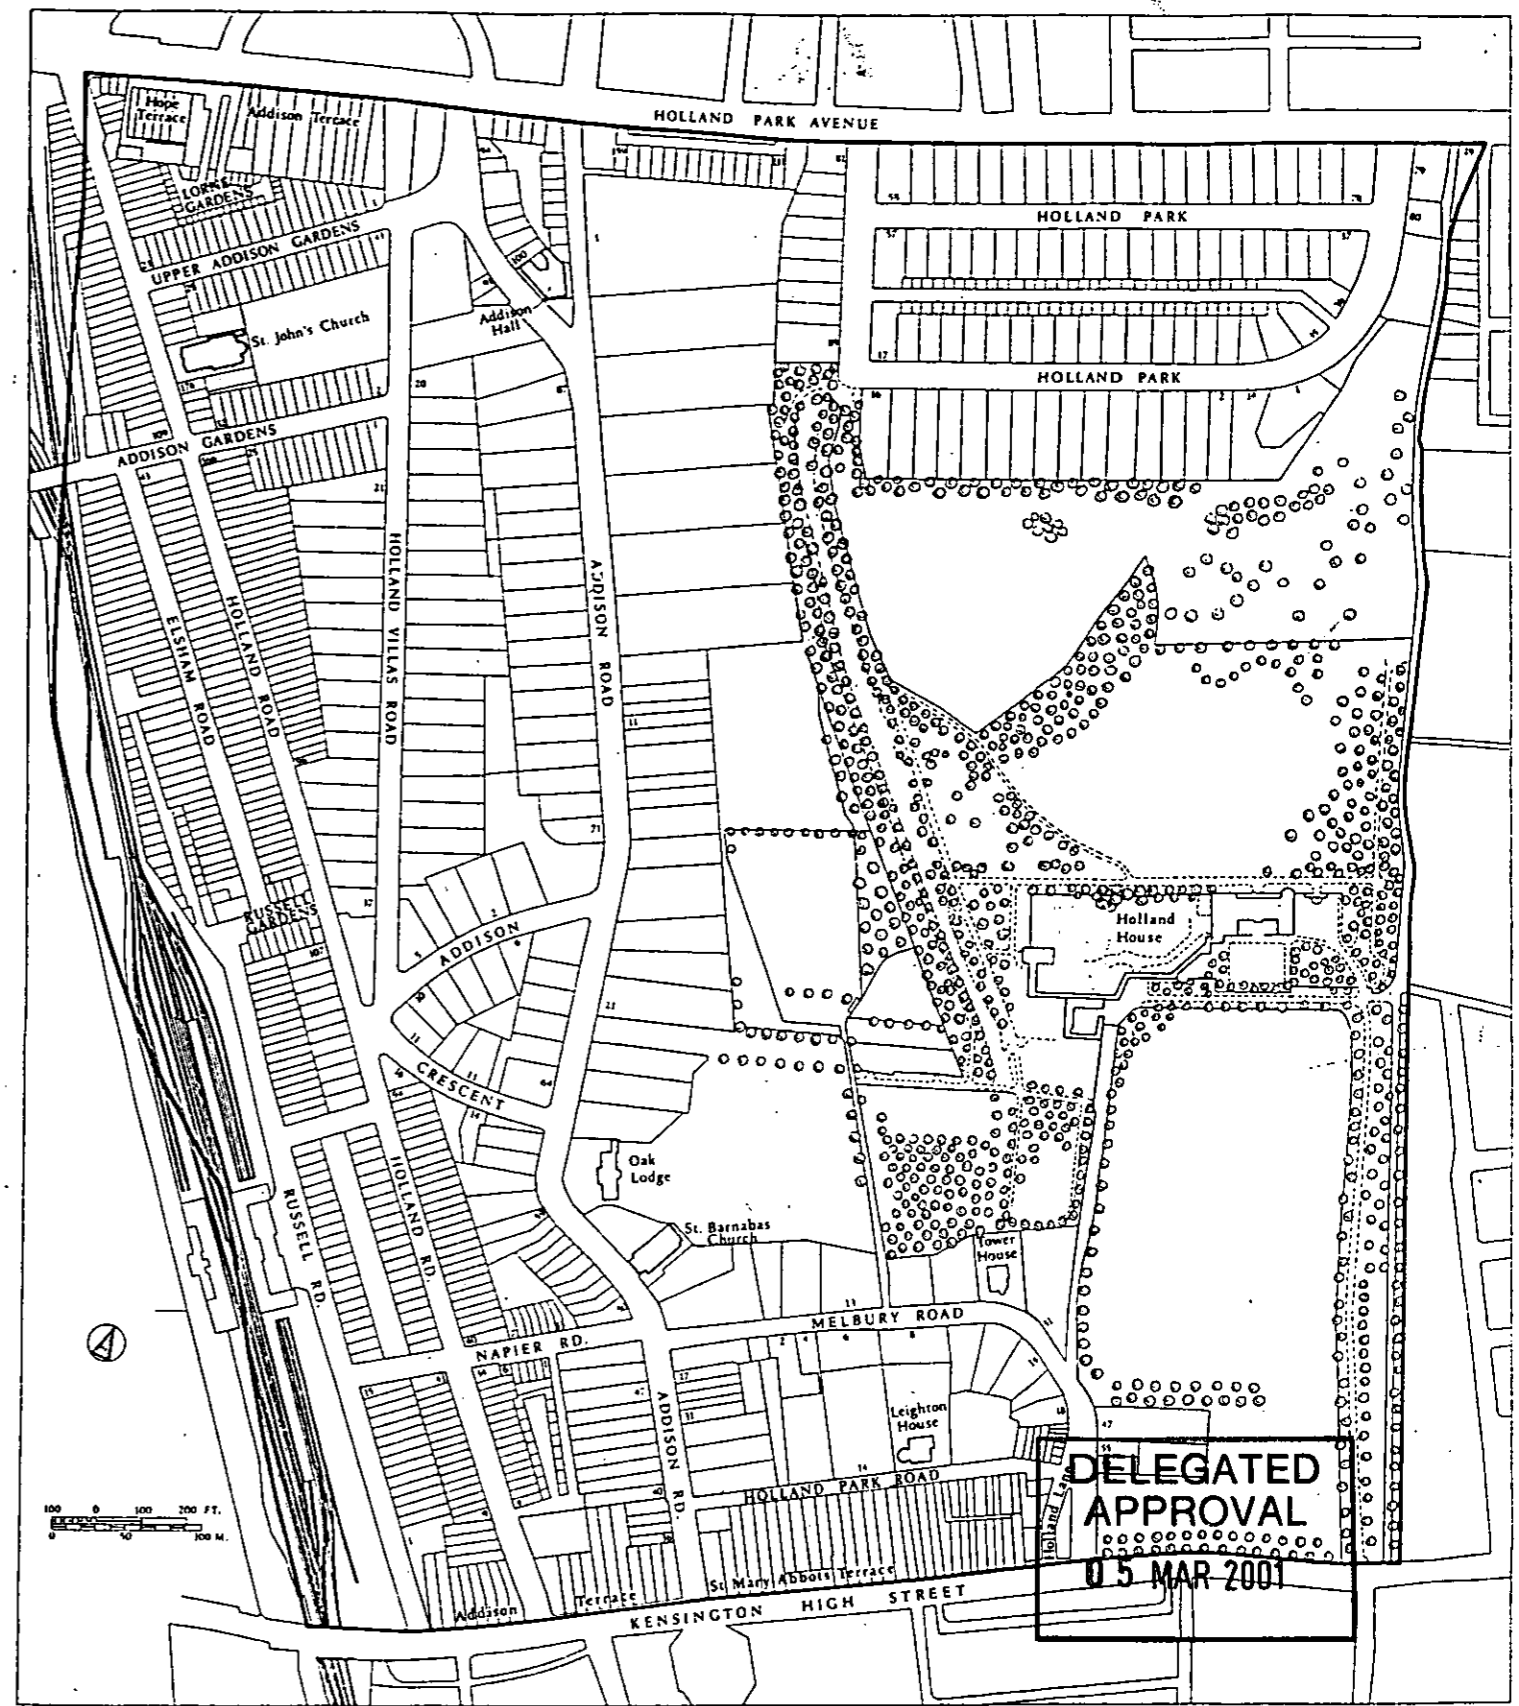 HOLLAND PARK AVENUE
Hope
Terrace
Addison Terrace
LORNE
GARDENS
UPPER ADDISON GARDENS
HOLLAND PARK
St. John's Church
Addison
Hall
100
HOLLAND PARK
ADDISON GARDENS
HOLLAND VILLAS ROAD
ADDISON ROAD
ELSHAM ROAD
HOLLAND ROAD
RUSSELL
GARDENS
ADDISON
CRESCENT
Holland
House
Oak
Lodge
RUSSELL RD.
HOLLAND RD.
St. Barnabas
Church
Tower
House
MELBURY ROAD
NAPIER RD.
ADDISON RD.
Leighton
House
HOLLAND PARK ROAD
Holland Lane
DELEGATED
APPROVAL
05 MAR 2001
100 0 100 200 FT.
0 50 100 M.
Addison Terrace
St Mary Abbots Terrace
KENSINGTON HIGH STREET